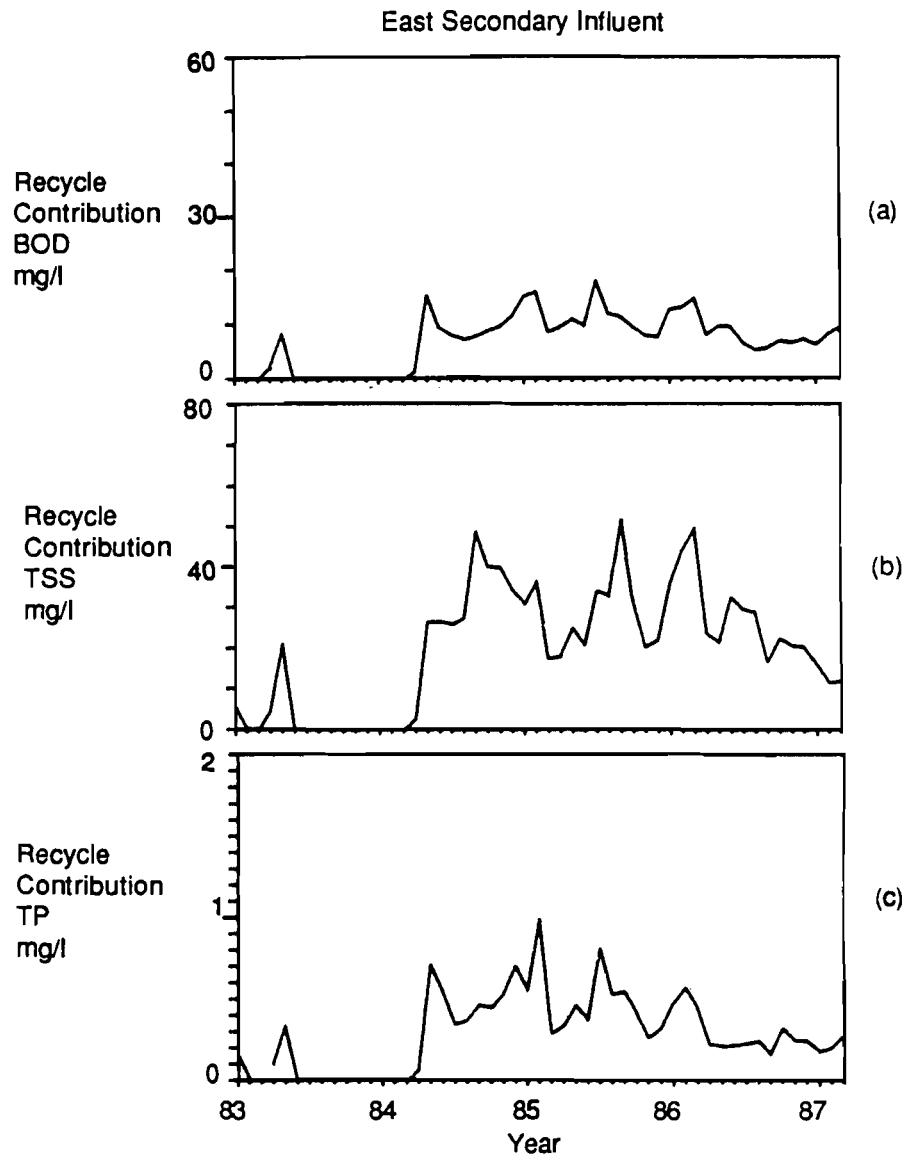 East Secondary Influent
60
Recycle
Contribution
BOD
mg/l
30
0
(a)
80
Recycle
Contribution
TSS
mg/l
40
0
(b)
2
Recycle
Contribution
TP
mg/l
1
0
(c)
83 84 85 86 87
Year